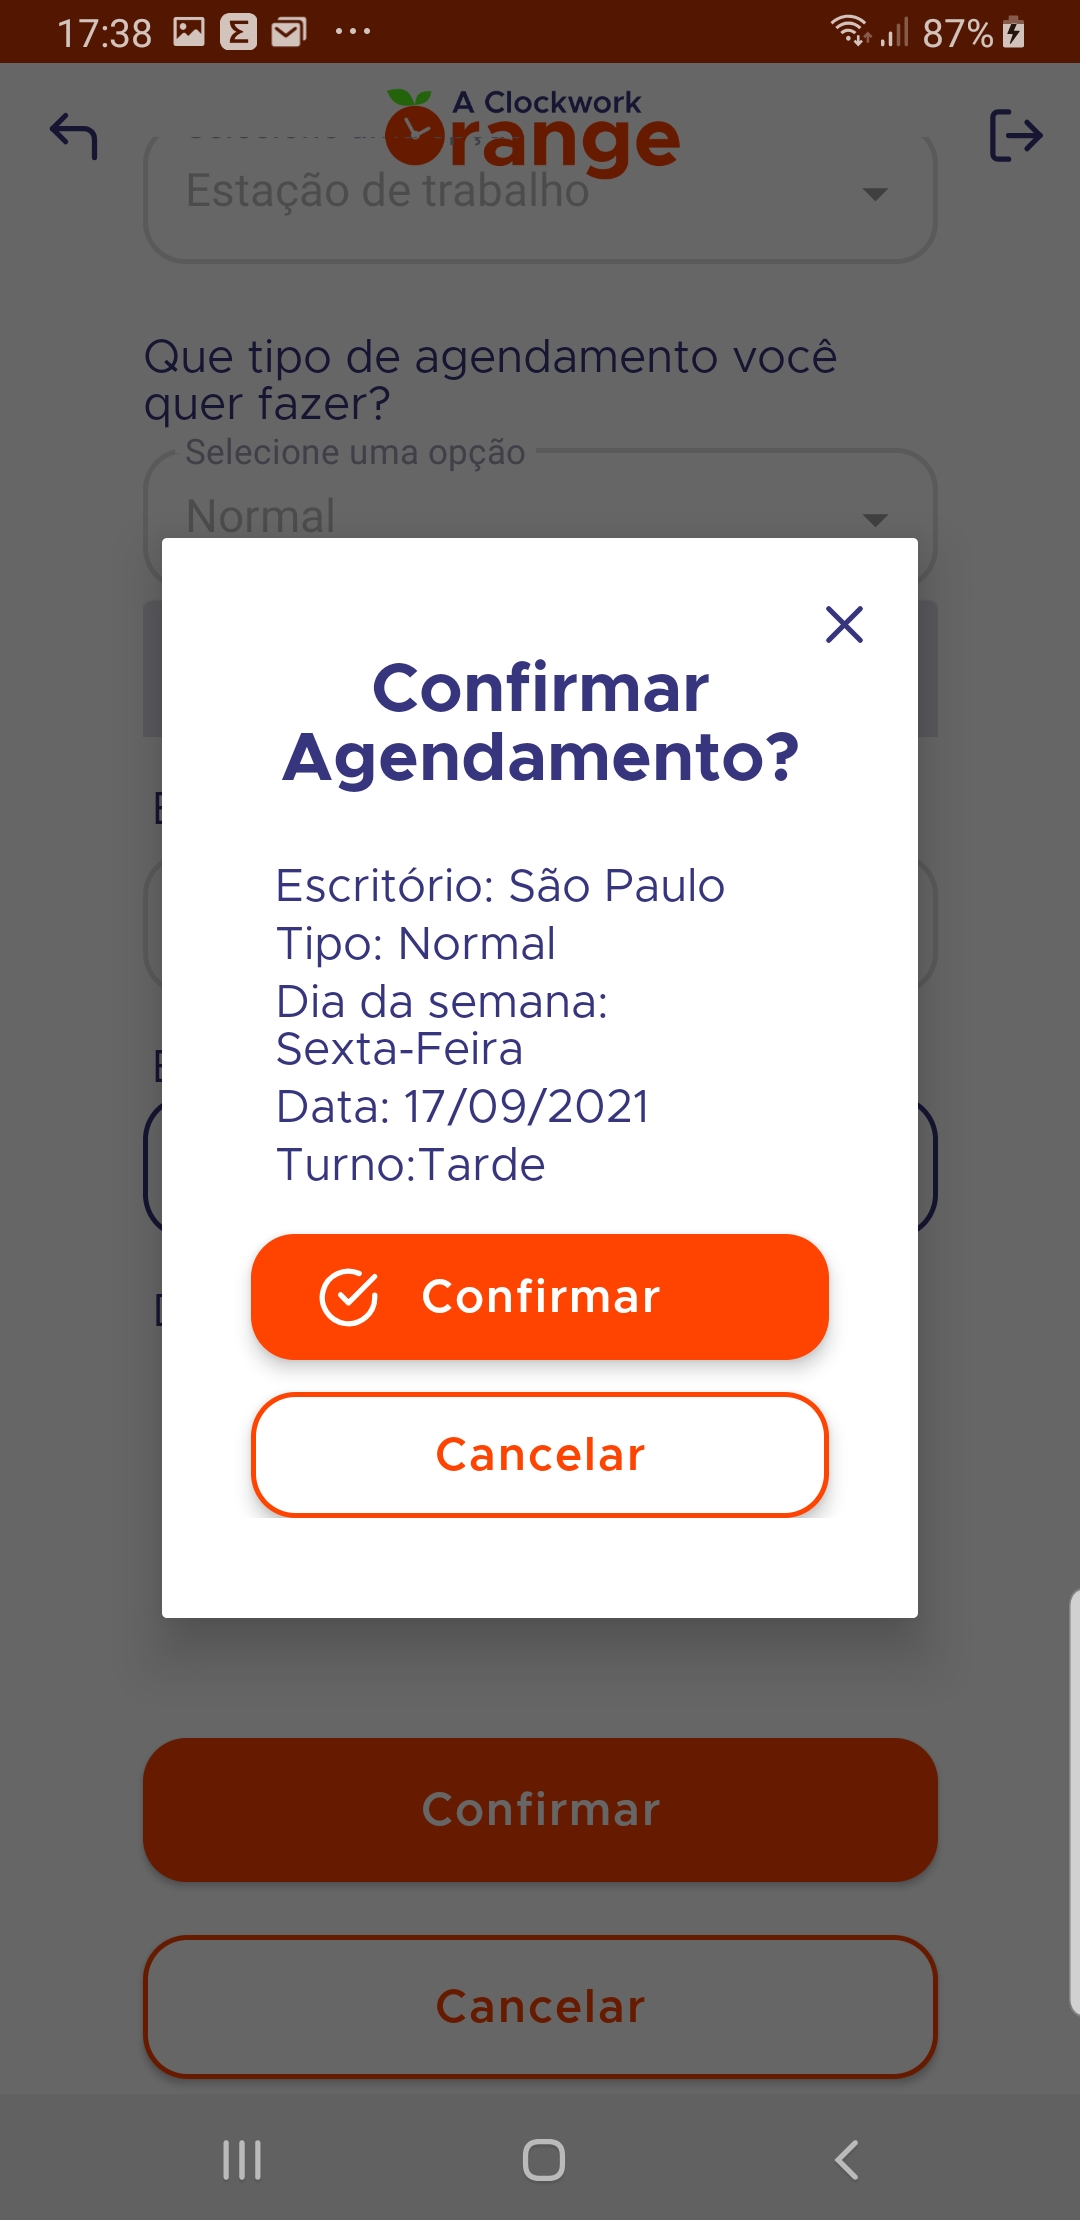 17:38
87%
A Clockwork
Orange
Estação de trabalho
Que tipo de agendamento você
quer fazer?
Selecione uma opção
Normal
Confirmar
Agendamento?
Escritório: São Paulo
Tipo: Normal
Dia da semana:
Sexta-Feira
Data: 17/09/2021
Turno:Tarde
Confirmar
Cancelar
Confirmar
Cancelar